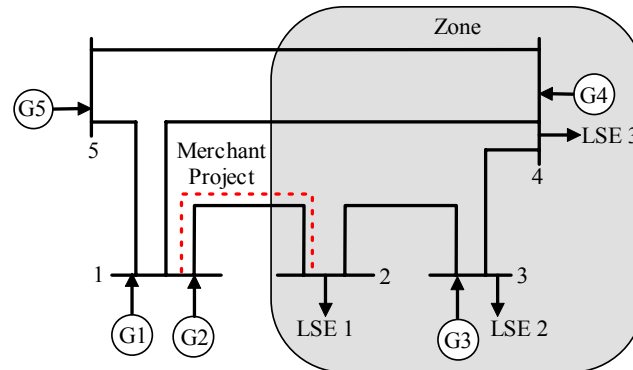 Zone
G5
G4
LSE 3
5
4
Merchant
Project
1
2
3
G1
G2
LSE 1
G3
LSE 2